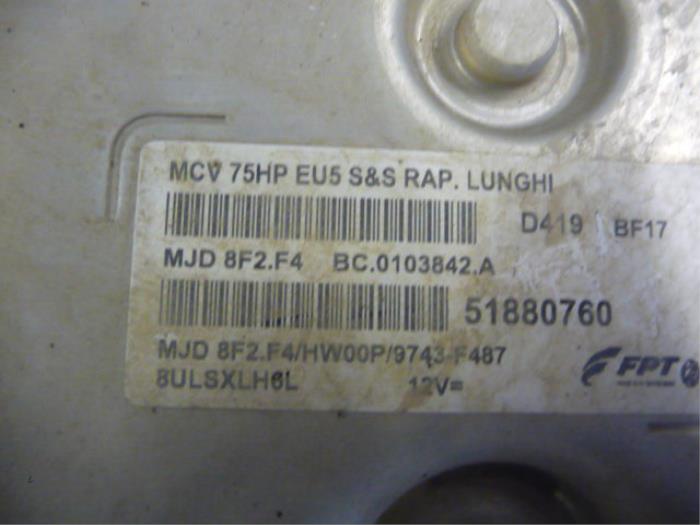 MCV 75HP EU5 S&S RAP. LUNGHI
D419 BF17
MJD 8F2.F4 BC.0103842.A
51880760
MJD 8F2.F4/HW00P/9743-F487
FPT
8ULSXLH6L 12V=